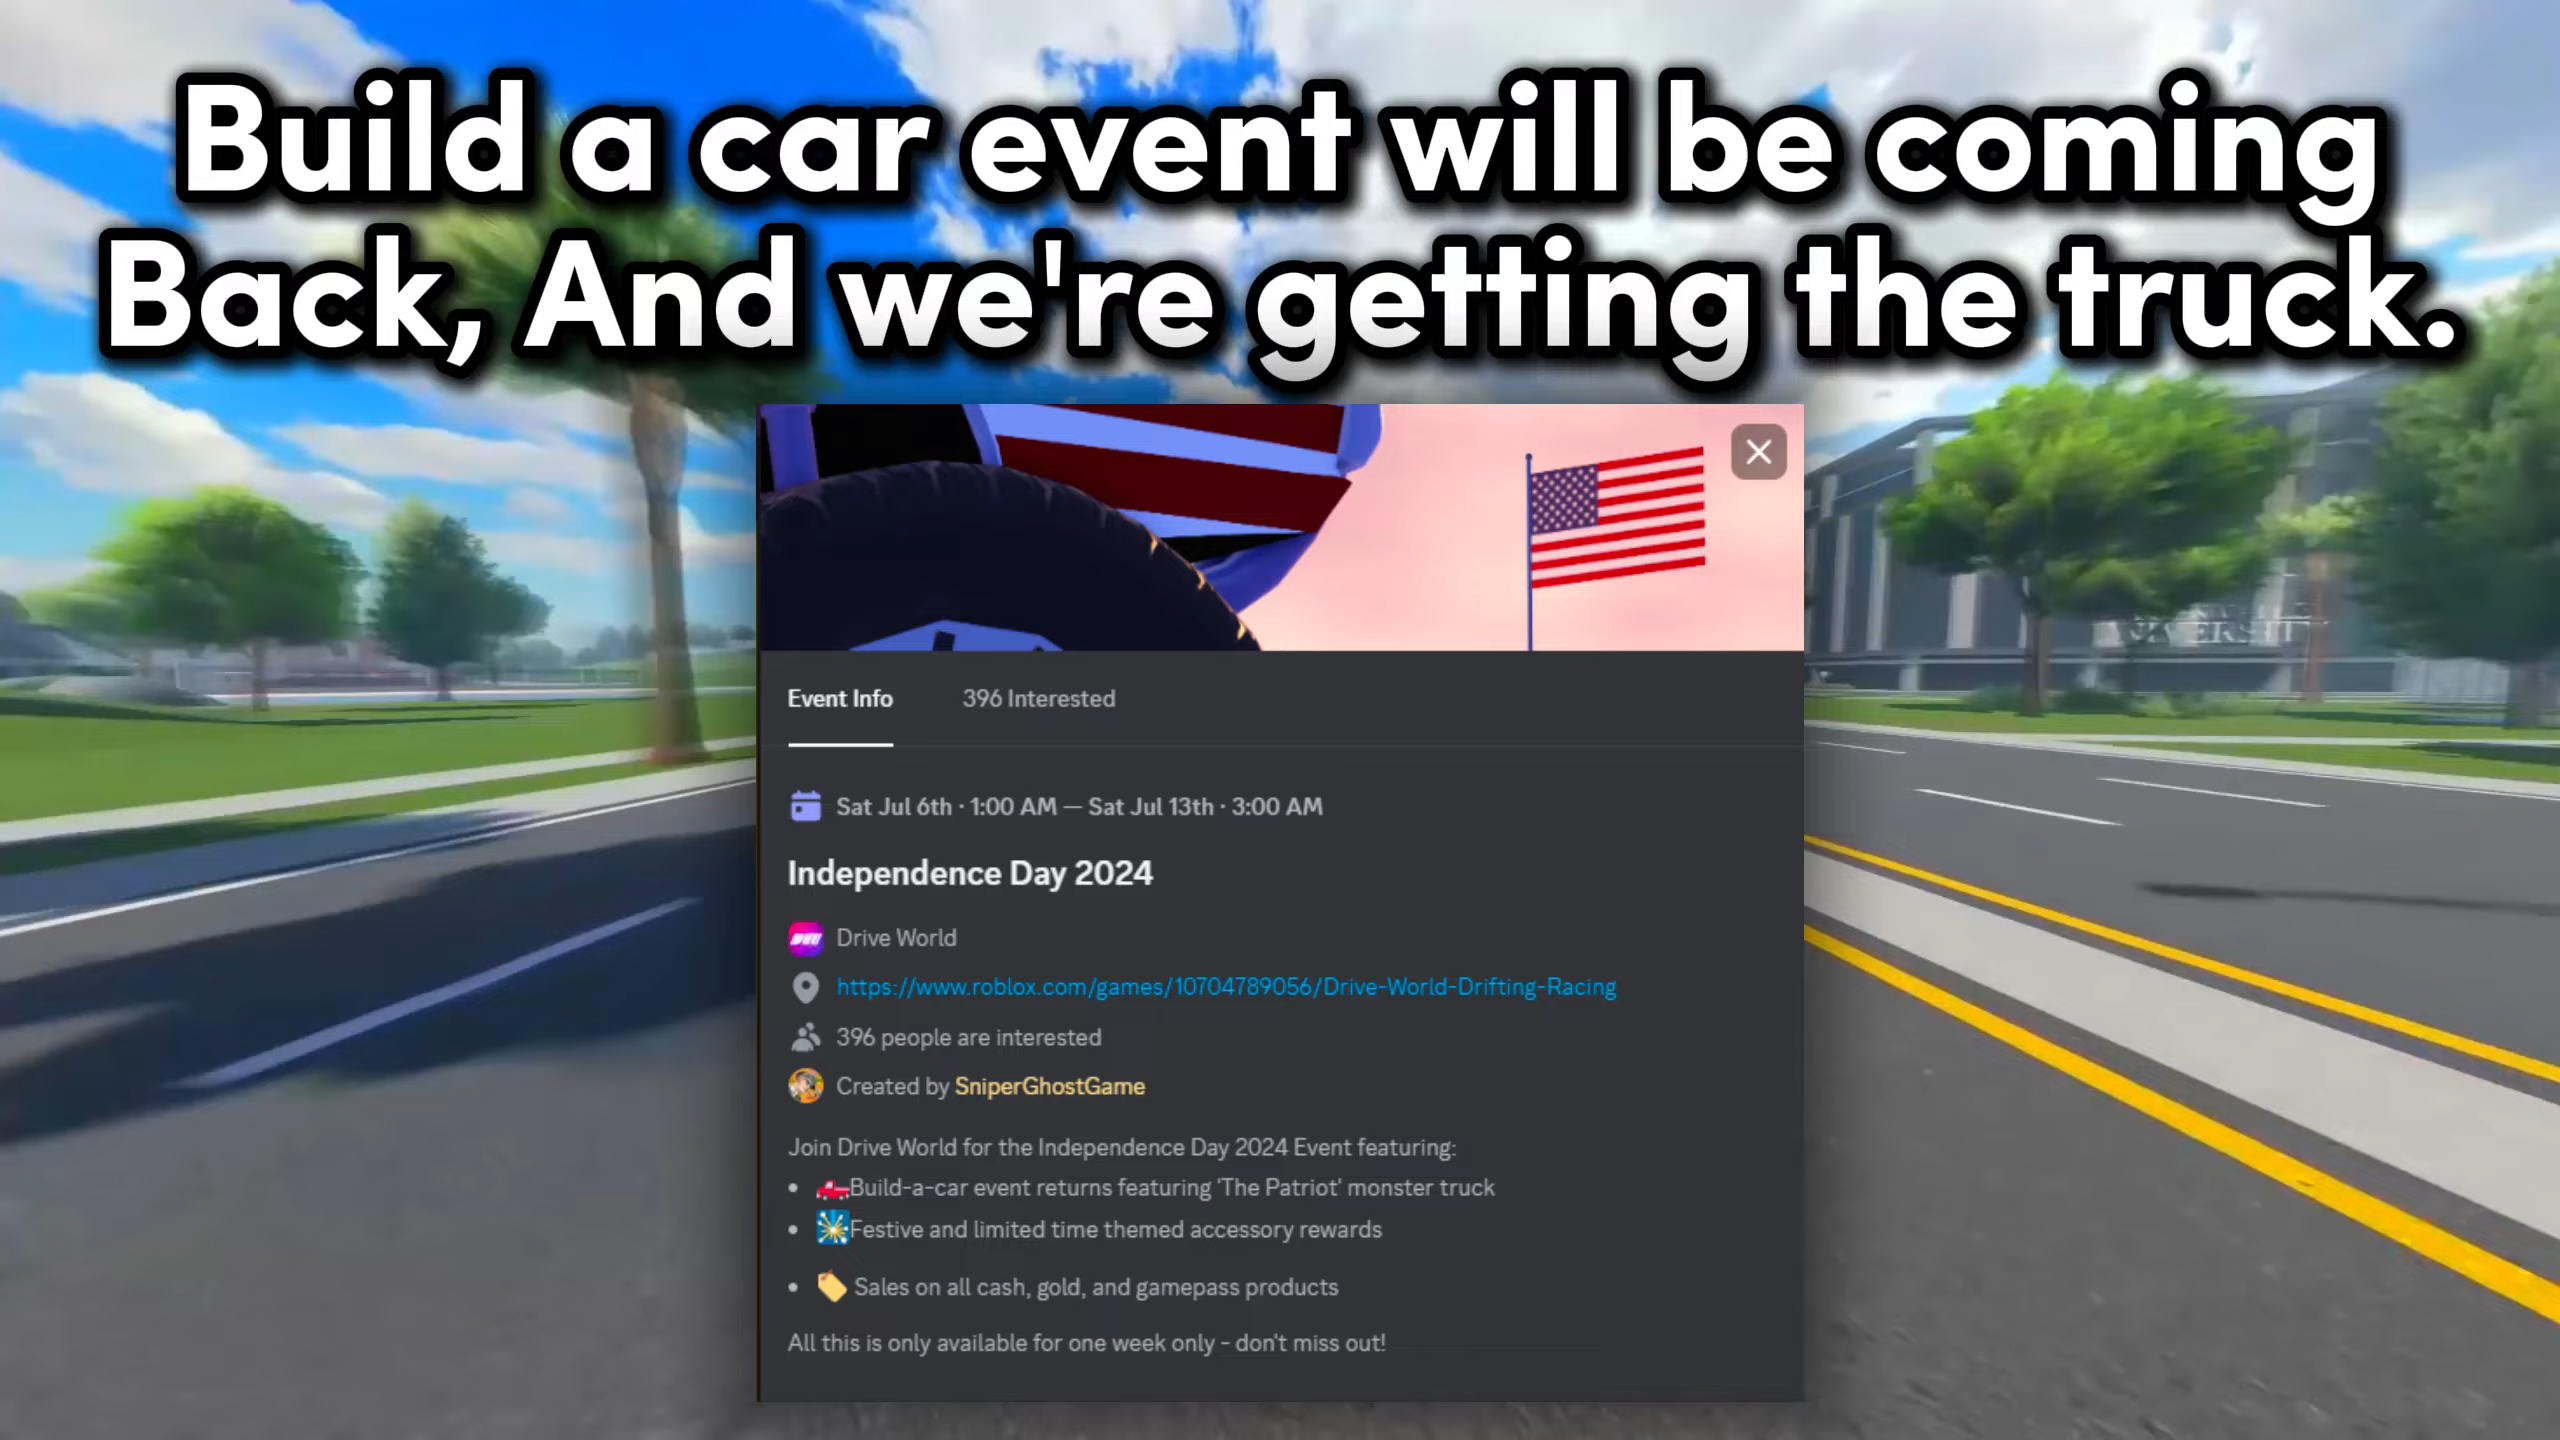 Build a car event will be coming
Back, And we're getting the truck.
Event Info
396 Interested
Sat Jul 6th · 1:00 AM — Sat Jul 13th · 3:00 AM
Independence Day 2024
Drive World
https://www.roblox.com/games/10704789056/Drive-World-Drifting-Racing
396 people are interested
Created by SniperGhostGame
Join Drive World for the Independence Day 2024 Event featuring:
• Build-a-car event returns featuring 'The Patriot' monster truck
• Festive and limited time themed accessory rewards
• Sales on all cash, gold, and gamepass products
All this is only available for one week only - don't miss out!